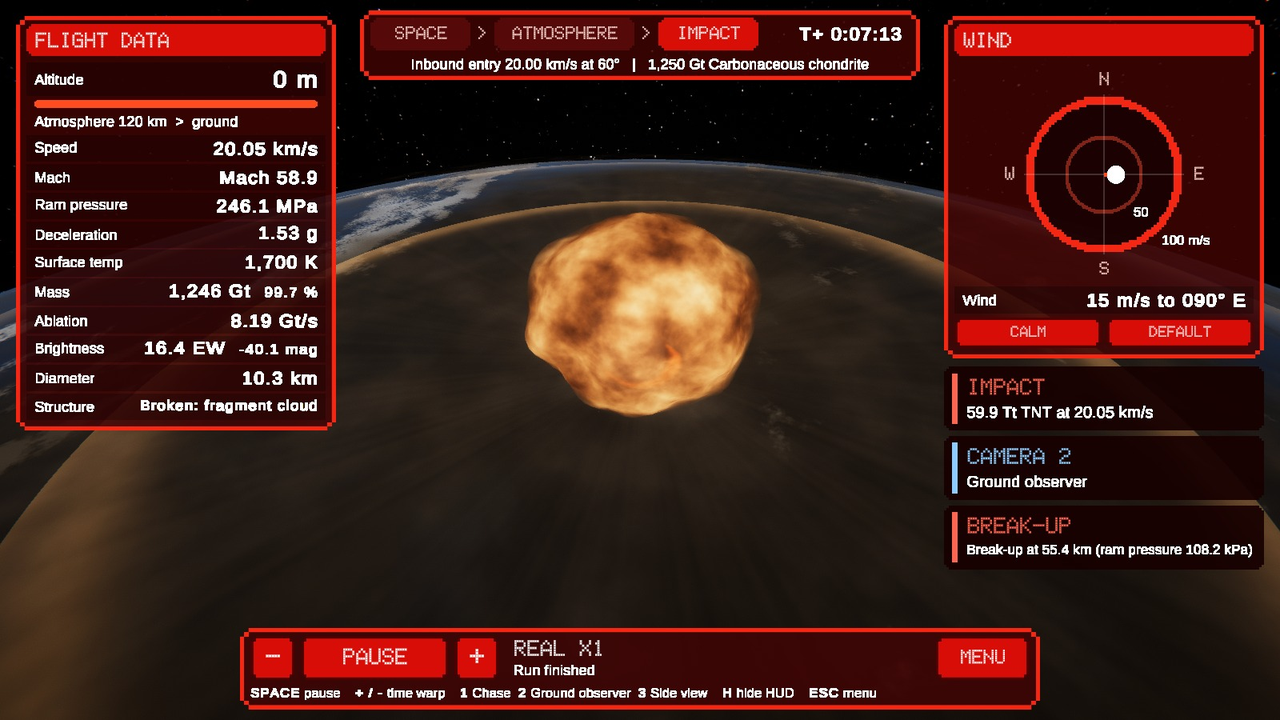 FLIGHT DATA
Altitude 0 m
Atmosphere 120 km > ground
Speed 20.05 km/s
Mach Mach 58.9
Ram pressure 246.1 MPa
Deceleration 1.53 g
Surface temp 1,700 K
Mass 1,246 Gt 99.7 %
Ablation 8.19 Gt/s
Brightness 16.4 EW -40.1 mag
Diameter 10.3 km
Structure Broken: fragment cloud
SPACE > ATMOSPHERE > IMPACT T+ 0:07:13
Inbound entry 20.00 km/s at 60° | 1,250 Gt Carbonaceous chondrite
WIND
N
W E
50
100 m/s
S
Wind 15 m/s to 090° E
CALM DEFAULT
IMPACT
59.9 Tt TNT at 20.05 km/s
CAMERA 2
Ground observer
BREAK-UP
Break-up at 55.4 km (ram pressure 108.2 kPa)
− PAUSE + REAL X1
Run finished
MENU
SPACE pause + / - time warp 1 Chase 2 Ground observer 3 Side view H hide HUD ESC menu